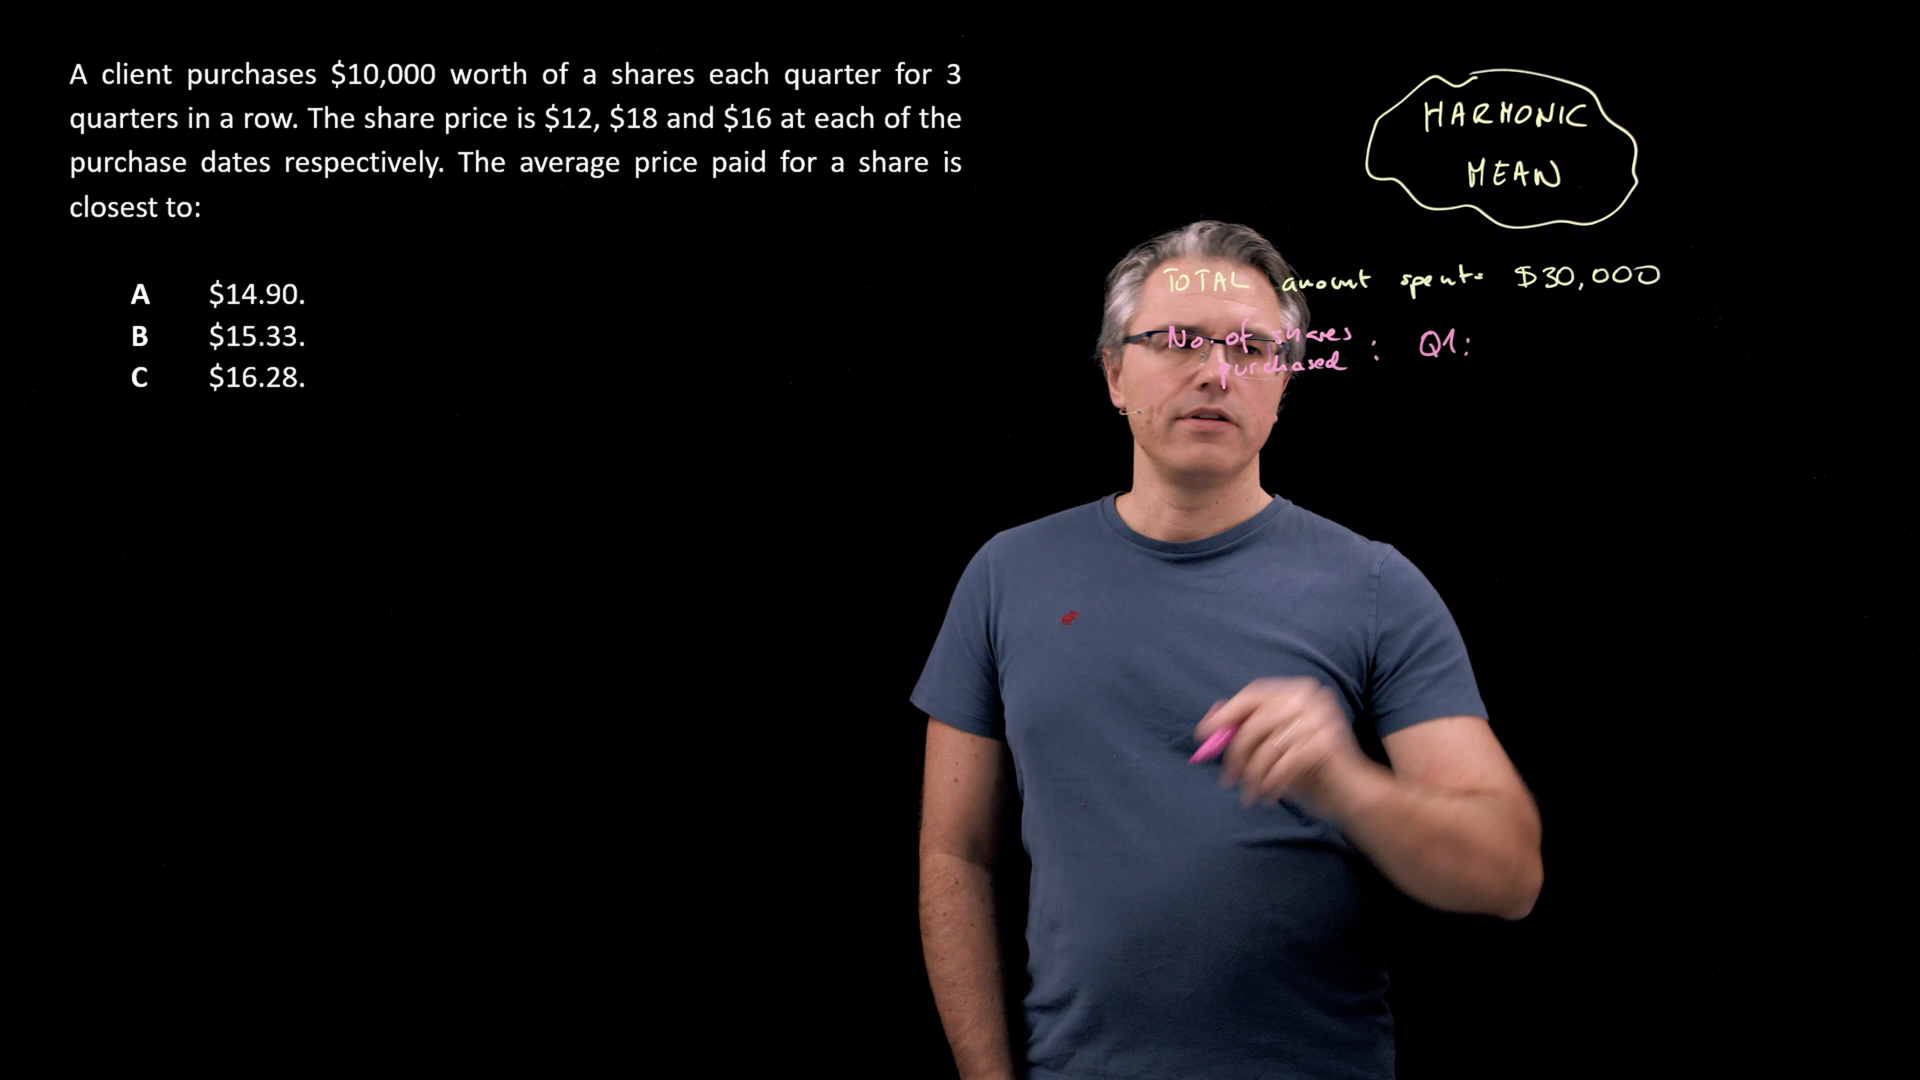 A client purchases $10,000 worth of a shares each quarter for 3
quarters in a row. The share price is $12, $18 and $16 at each of the
purchase dates respectively. The average price paid for a share is
closest to:
A $14.90.
B $15.33.
C $16.28.
HARMONIC
MEAN
TOTAL amount spent= $30,000
No. of shares
purchased : Q1: